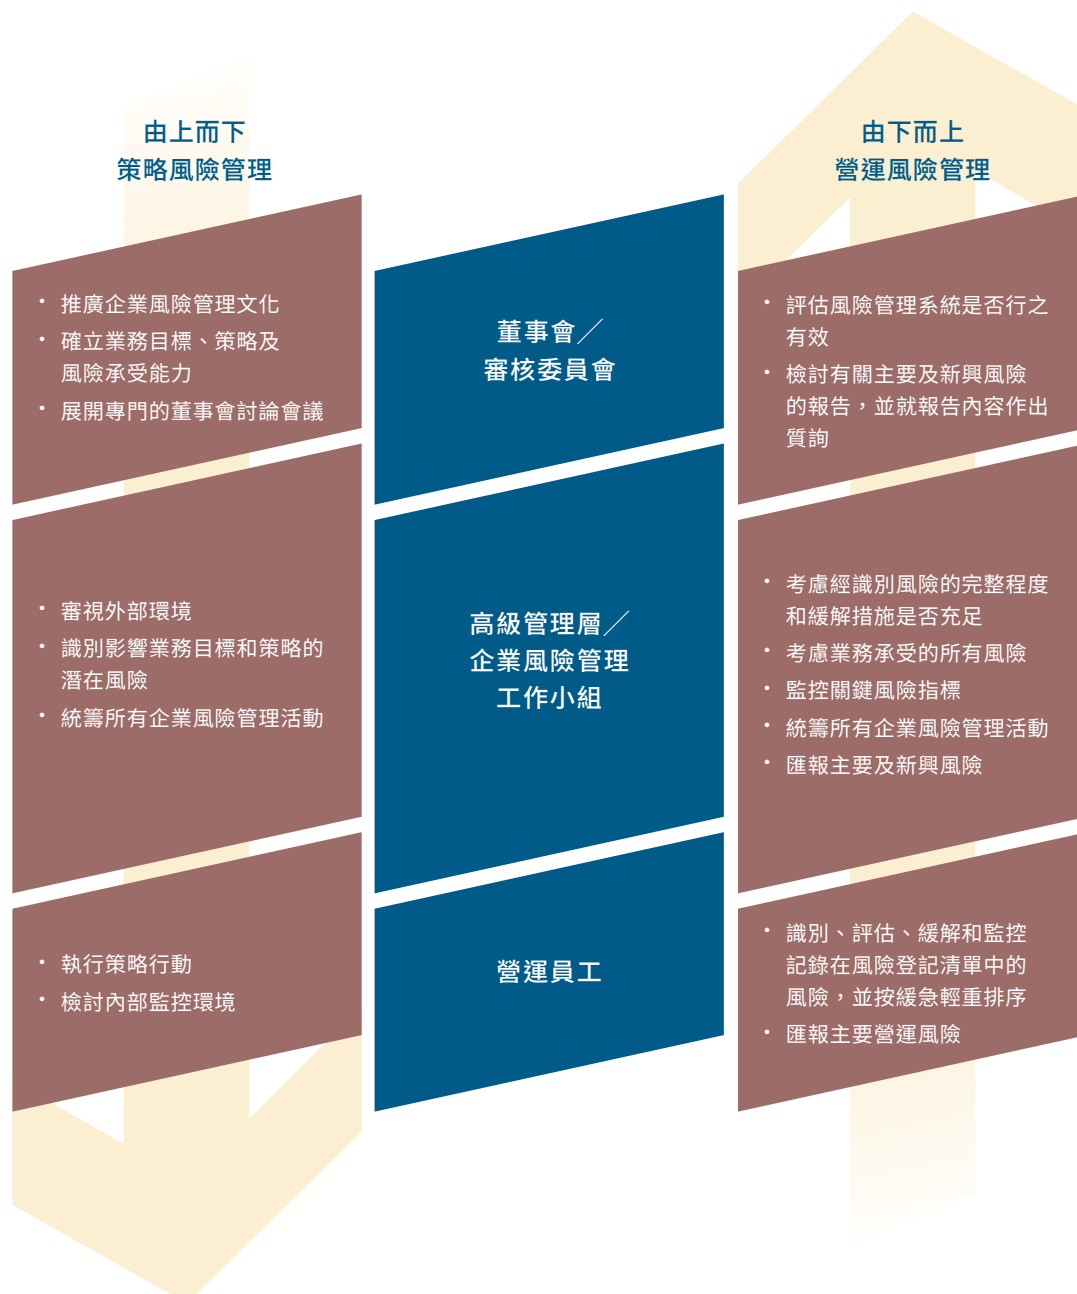 由上而下
策略風險管理
由下而上
營運風險管理
• 推廣企業風險管理文化
• 確立業務目標、策略及
風險承受能力
• 展開專門的董事會討論會議
董事會╱
審核委員會
• 評估風險管理系統是否行之
有效
• 檢討有關主要及新興風險
的報告，並就報告內容作出
質詢
• 審視外部環境
• 識別影響業務目標和策略的
潛在風險
• 統籌所有企業風險管理活動
高級管理層╱
企業風險管理
工作小組
• 考慮經識別風險的完整程度
和緩解措施是否充足
• 考慮業務承受的所有風險
• 監控關鍵風險指標
• 統籌所有企業風險管理活動
• 匯報主要及新興風險
• 執行策略行動
• 檢討內部監控環境
營運員工
• 識別、評估、緩解和監控
記錄在風險登記清單中的
風險，並按緩急輕重排序
• 匯報主要營運風險